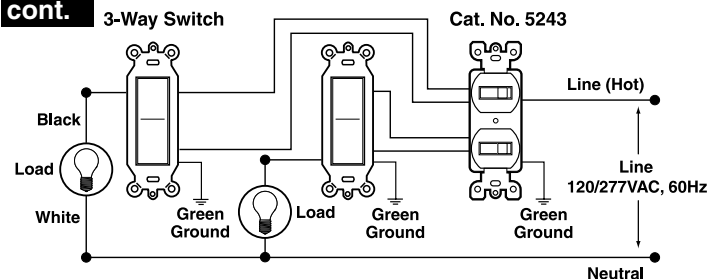 cont.
3-Way Switch
Cat. No. 5243
Line (Hot)
Black
Load
Line
120/277VAC, 60Hz
White
Green
Ground
Load
Green
Ground
Green
Ground
Neutral